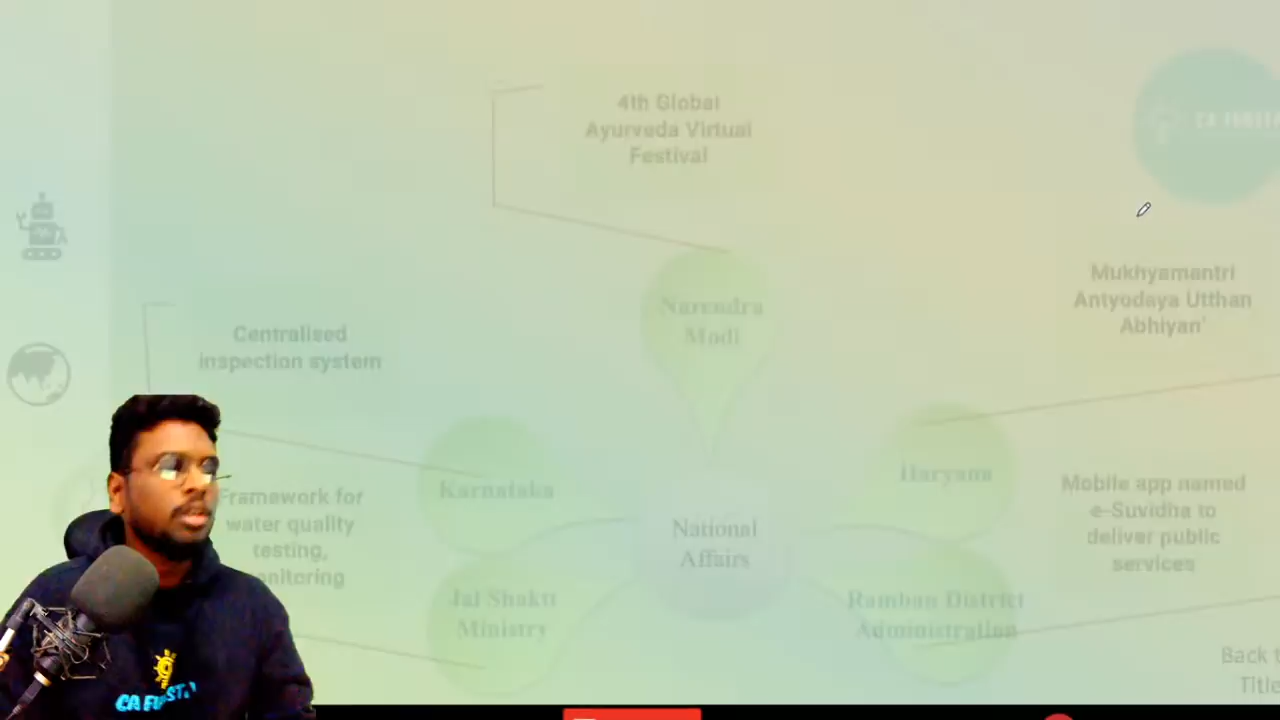 4th Global
Ayurveda Virtual
Festival
Narendra
Modi
Mukhyamantri
Antyodaya Utthan
Abhiyan'
Centralised
inspection system
Karnataka
Haryana
National
Affairs
Framework for
water quality
testing,
Mobile app named
e-Suvidha to
deliver public
services
Jal Shakti
Ministry
Ramban District
Administration
Back
CA